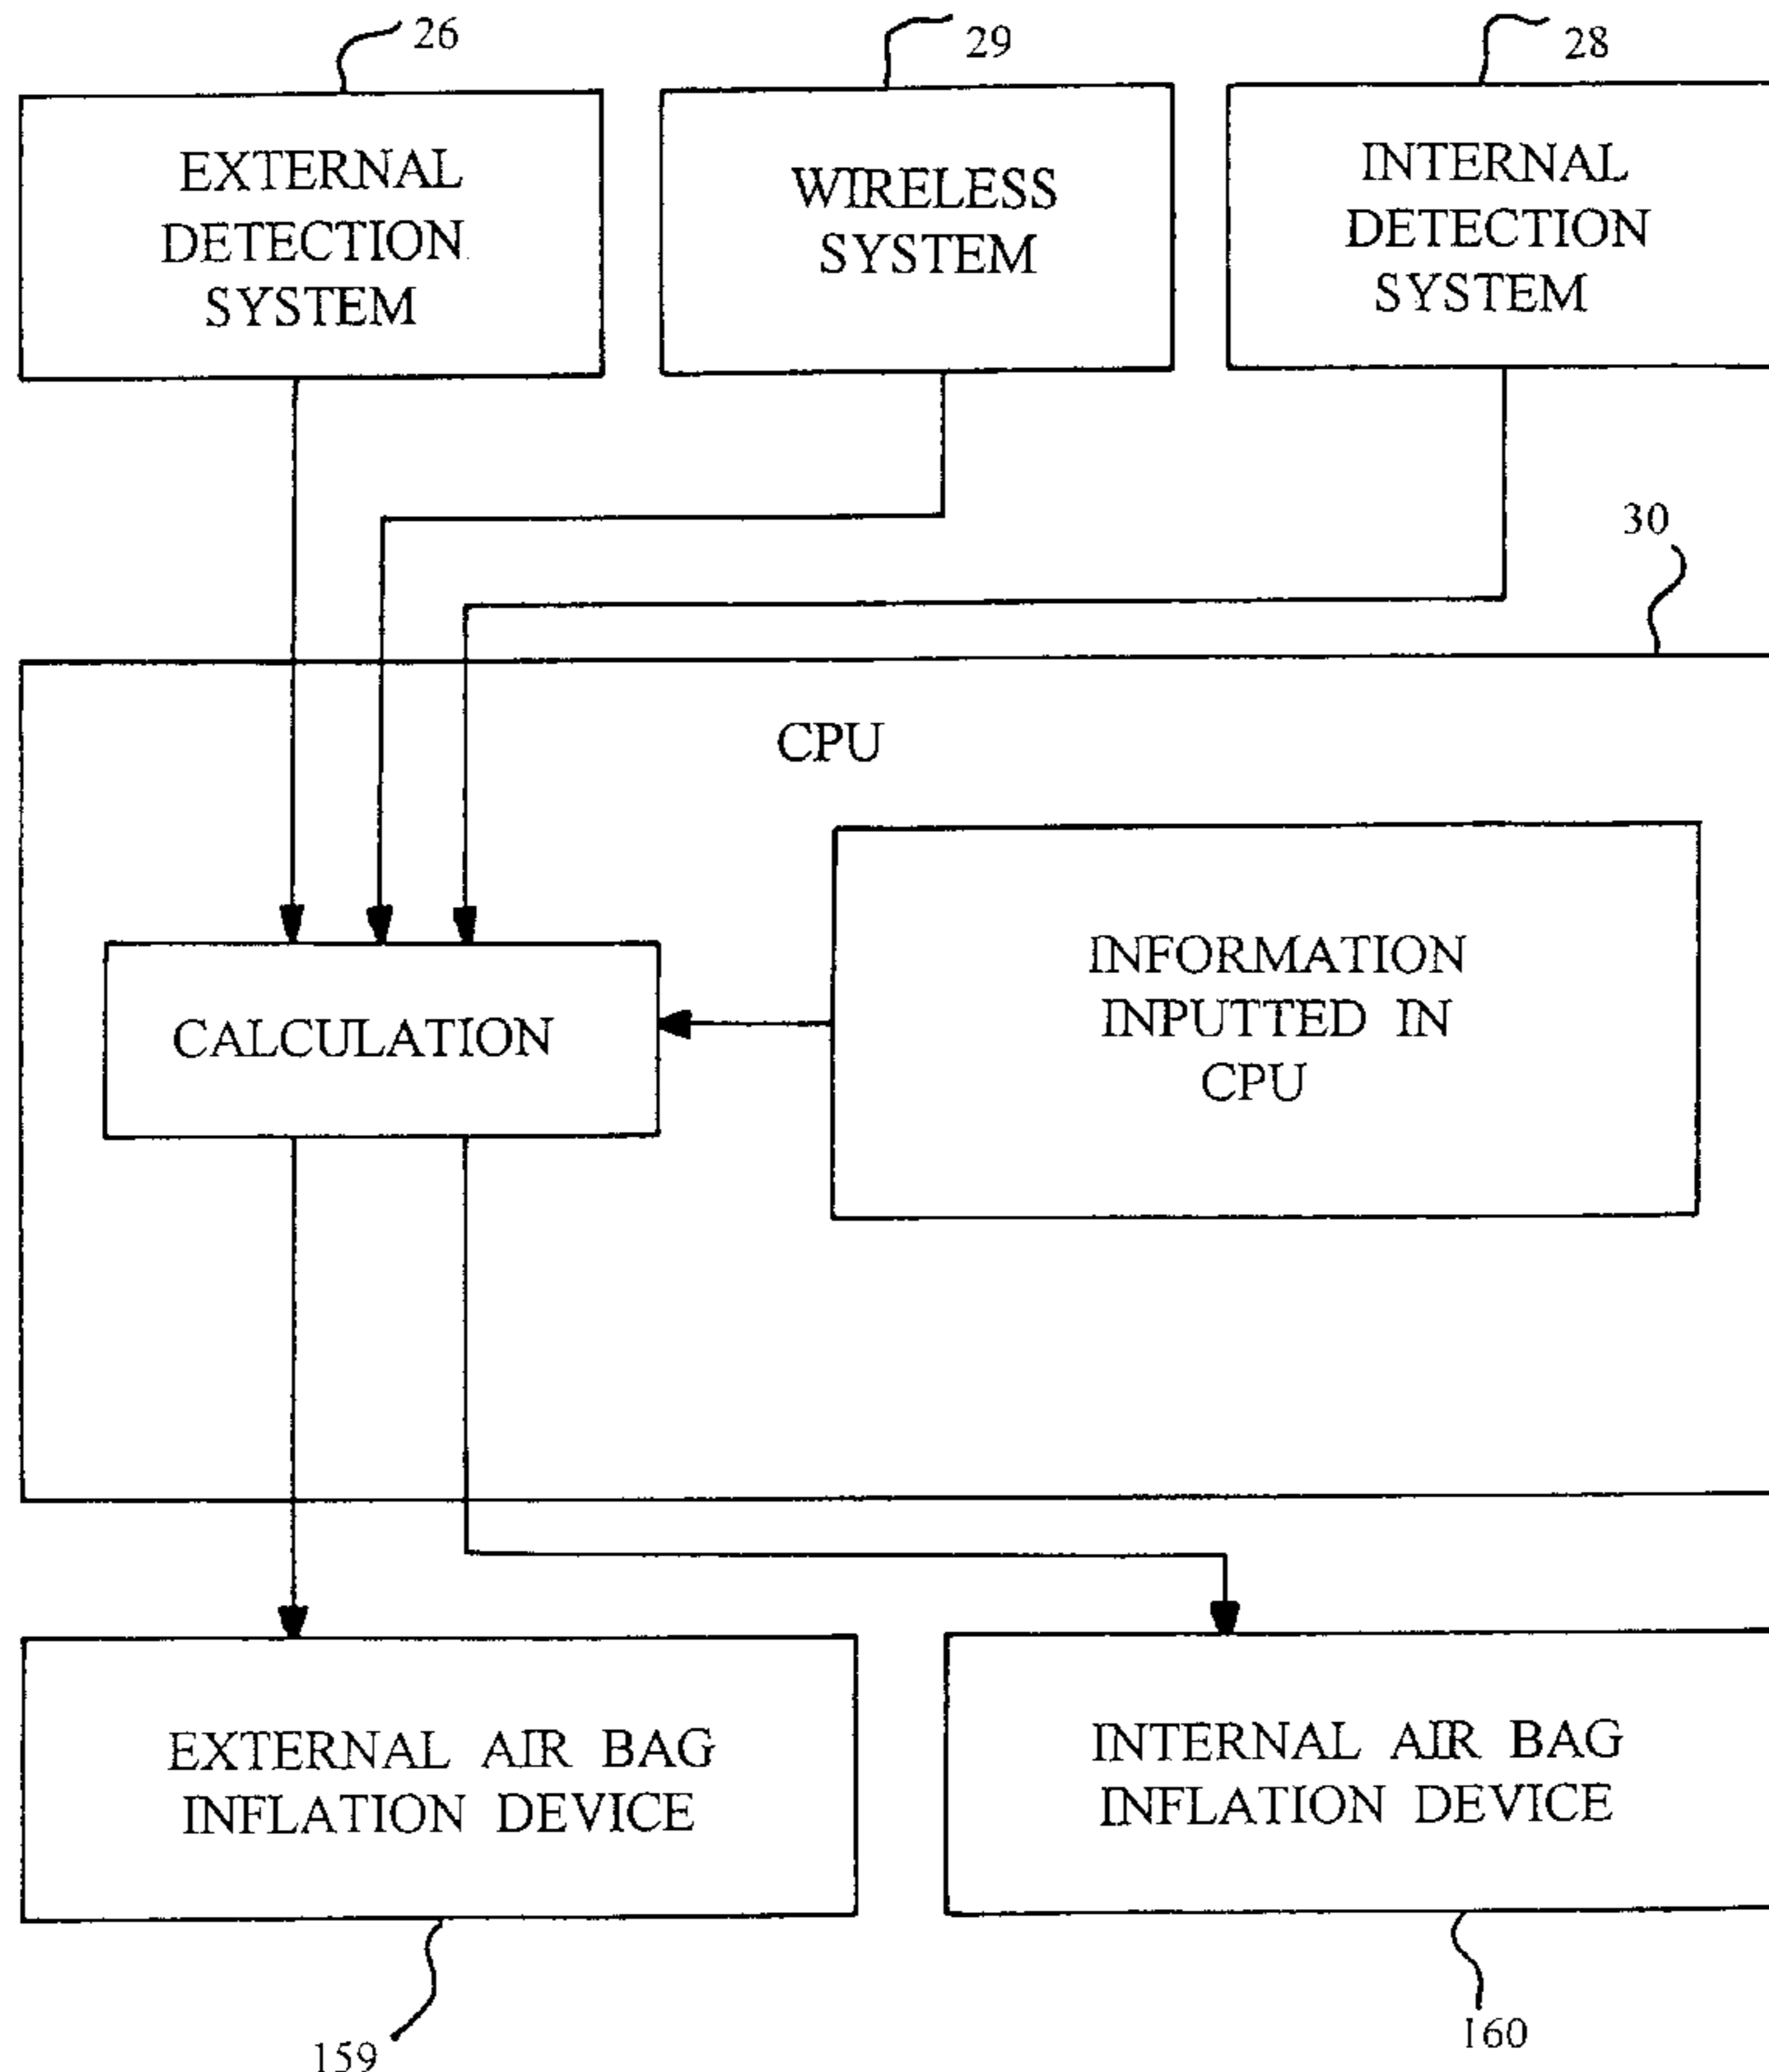 26
29
28
EXTERNAL
DETECTION
SYSTEM
WIRELESS
SYSTEM
INTERNAL
DETECTION
SYSTEM
30
CPU
CALCULATION
INFORMATION
INPUTTED IN
CPU
EXTERNAL AIR BAG
INFLATION DEVICE
INTERNAL AIR BAG
INFLATION DEVICE
159
160